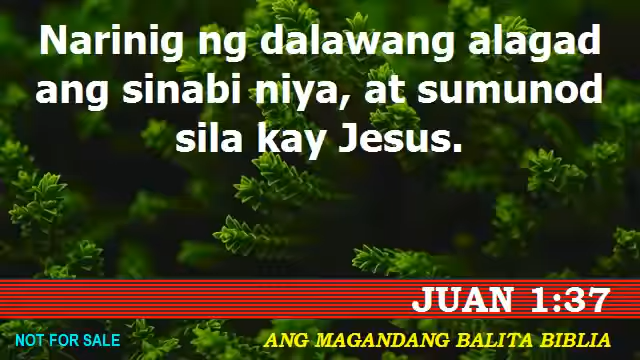 Narinig ng dalawang alagad
ang sinabi niya, at sumunod
sila kay Jesus.
JUAN 1:37
NOT FOR SALE
ANG MAGANDANG BALITA BIBLIA